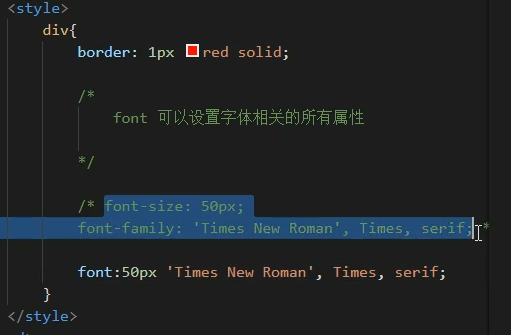 <style>
div{
border: 1px red solid;
/*
font 可以设置字体相关的所有属性
*/
/* font-size: 50px;
font-family: 'Times New Roman', Times, serif; *
font:50px 'Times New Roman', Times, serif;
}
</style>